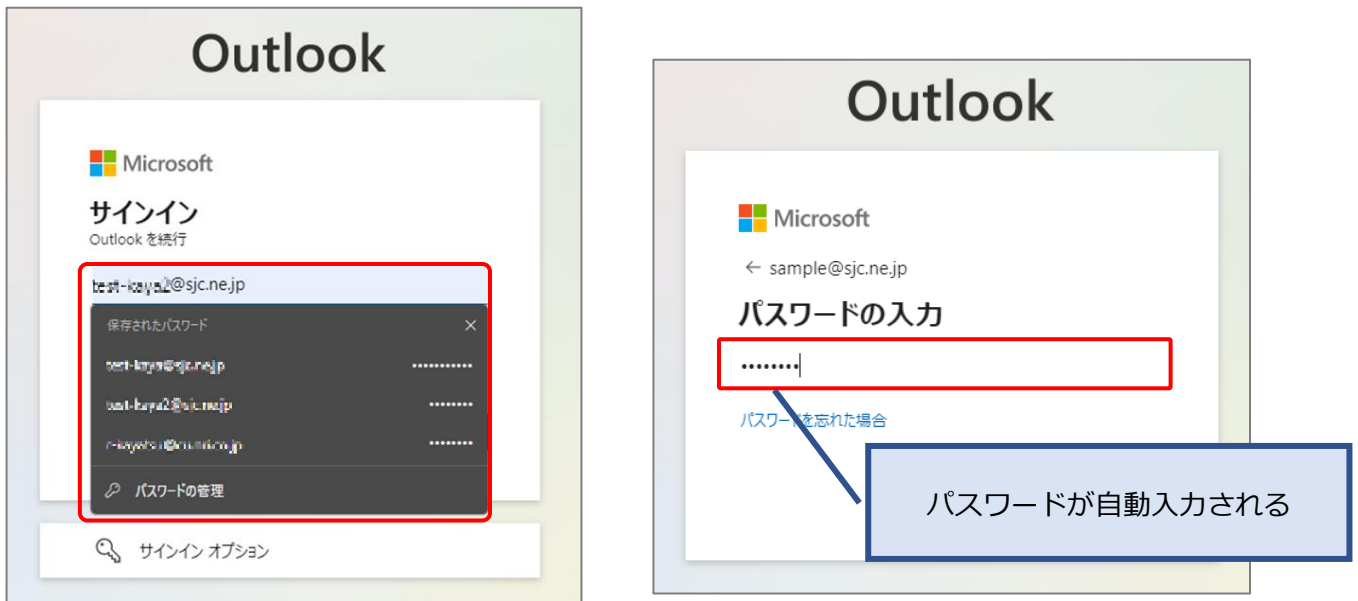 Outlook
Microsoft
サインイン
Outlook を続行
@sjc.ne.jp
保存されたパスワード
パスワードの管理
サインイン オプション
Outlook
Microsoft
← sample@sjc.ne.jp
パスワードの入力
••••••••
パスワードを忘れた場合
パスワードが自動入力される